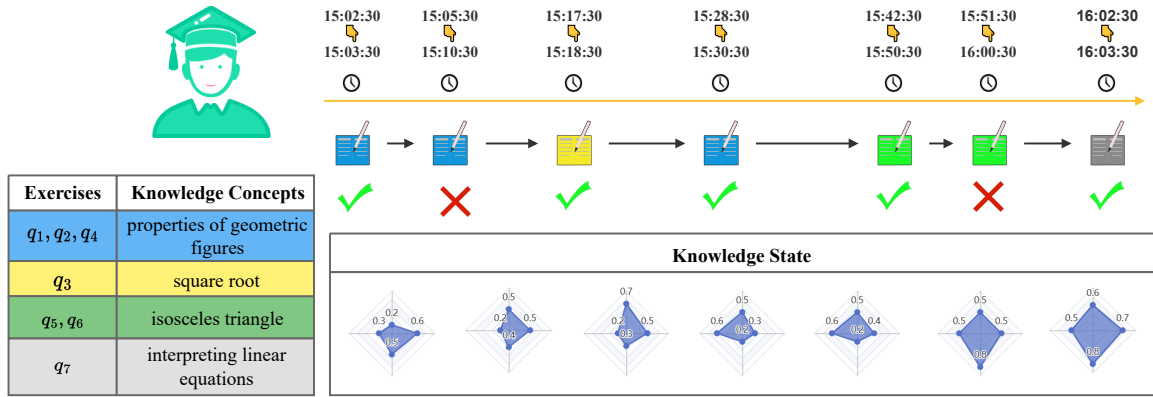 15:02:30 15:05:30 15:17:30 15:28:30 15:42:30 15:51:30 16:02:30
15:03:30 15:10:30 15:18:30 15:30:30 15:50:30 16:00:30 16:03:30
Exercises Knowledge Concepts
q1, q2, q4 properties of geometric
figures
q3 square root
q5, q6 isosceles triangle
q7 interpreting linear
equations
Knowledge State
0.2 0.3 0.6 0.5
0.5 0.2 0.5 0.4
0.7 0.2 0.5 0.3
0.5 0.6 0.3 0.2
0.5 0.6 0.4 0.2
0.5 0.5 0.5 0.8
0.6 0.5 0.7 0.8